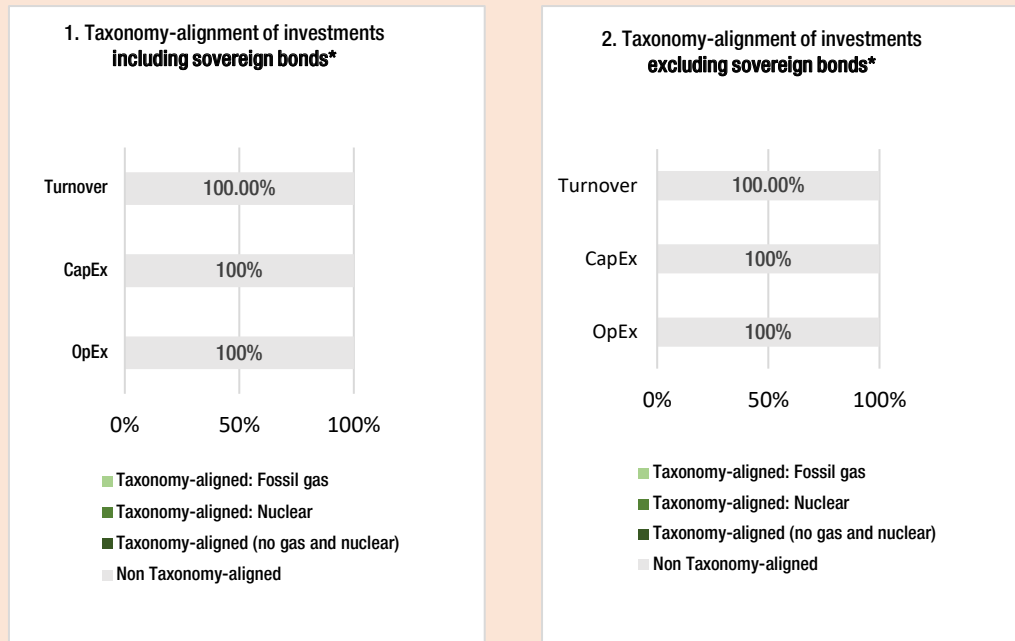 1. Taxonomy-alignment of investments
including sovereign bonds*
Turnover
100.00%
CapEx
100%
OpEx
100%
0%
50%
100%
Taxonomy-aligned: Fossil gas
Taxonomy-aligned: Nuclear
Taxonomy-aligned (no gas and nuclear)
Non Taxonomy-aligned
2. Taxonomy-alignment of investments
excluding sovereign bonds*
Turnover
100.00%
CapEx
100%
OpEx
100%
0%
50%
100%
Taxonomy-aligned: Fossil gas
Taxonomy-aligned: Nuclear
Taxonomy-aligned (no gas and nuclear)
Non Taxonomy-aligned